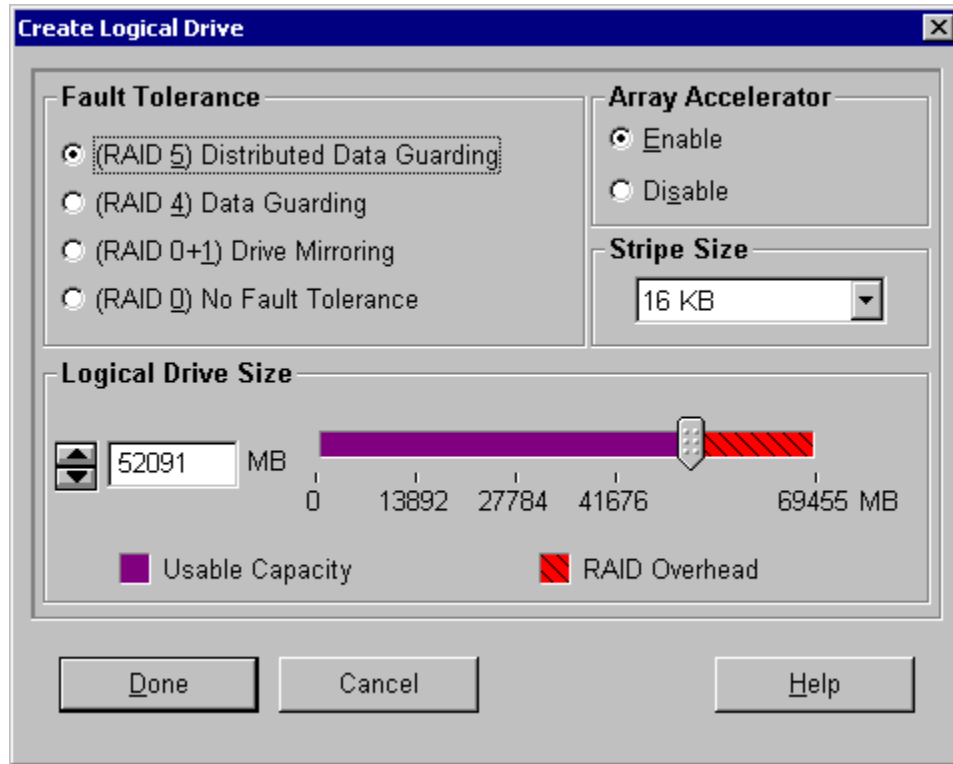 Create Logical Drive
Fault Tolerance
(RAID 5) Distributed Data Guarding
(RAID 4) Data Guarding
(RAID 0+1) Drive Mirroring
(RAID 0) No Fault Tolerance
Array Accelerator
Enable
Disable
Stripe Size
16 KB
Logical Drive Size
52091 MB
0 13892 27784 41676 69455 MB
Usable Capacity RAID Overhead
Done Cancel Help